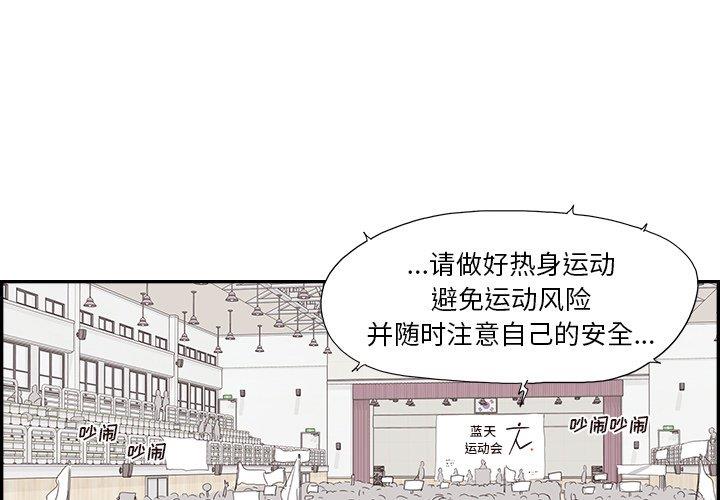 ...请做好热身运动
避免运动风险
并随时注意自己的安全...
蓝天
运动会
吵闹
吵闹
吵闹吵闹